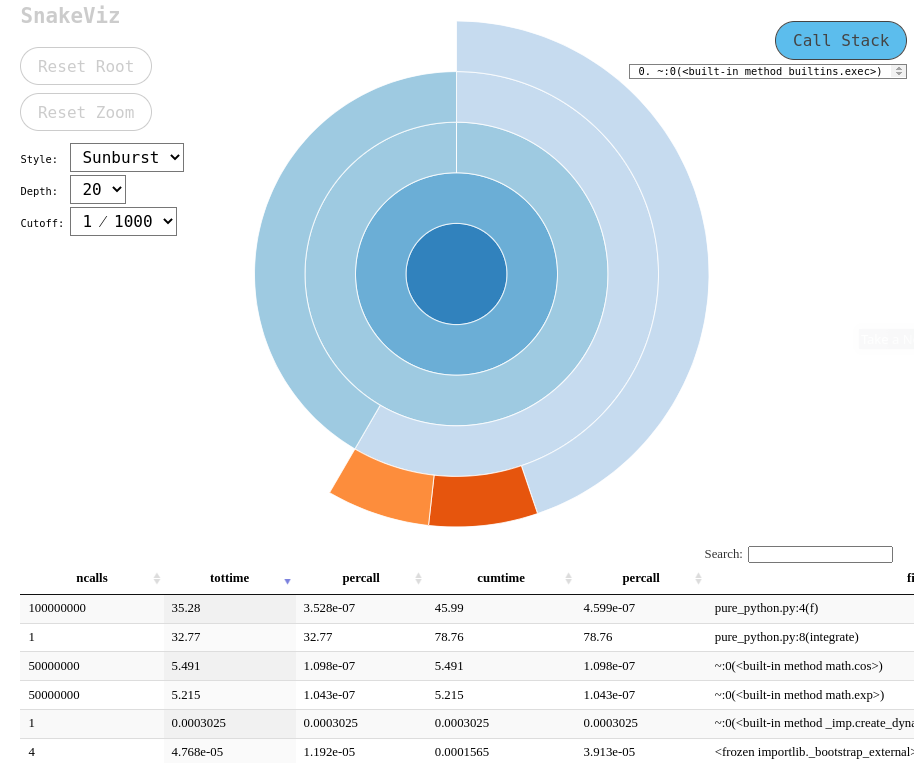 SnakeViz
Call Stack
Reset Root
0. ~:0(<built-in method builtins.exec>)
Reset Zoom
Style: Sunburst
Depth: 20
Cutoff: 1 / 1000
Search:
ncalls tottime percall cumtime percall fi
100000000 35.28 3.528e-07 45.99 4.599e-07 pure_python.py:4(f)
1 32.77 32.77 78.76 78.76 pure_python.py:8(integrate)
50000000 5.491 1.098e-07 5.491 1.098e-07 ~:0(<built-in method math.cos>)
50000000 5.215 1.043e-07 5.215 1.043e-07 ~:0(<built-in method math.exp>)
1 0.0003025 0.0003025 0.0003025 0.0003025 ~:0(<built-in method _imp.create_dyna
4 4.768e-05 1.192e-05 0.0001565 3.913e-05 <frozen importlib._bootstrap_external>